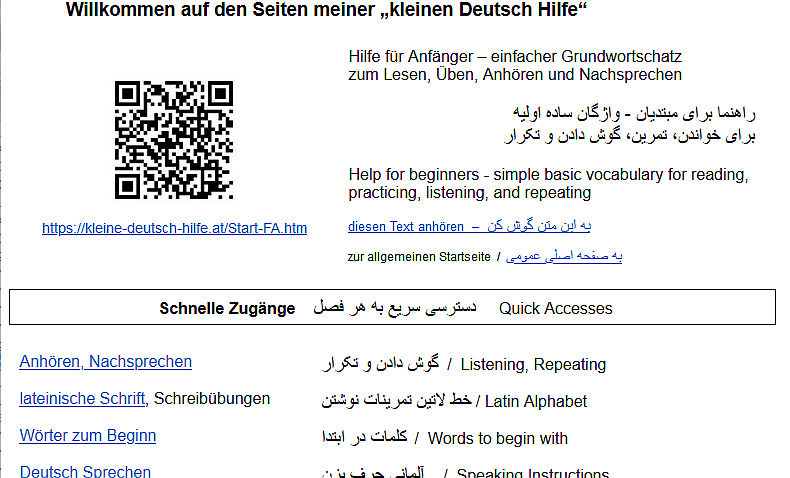 Willkommen auf den Seiten meiner „kleinen Deutsch Hilfe“
Hilfe für Anfänger – einfacher Grundwortschatz
zum Lesen, Üben, Anhören und Nachsprechen
راهنما برای مبتدیان - واژگان ساده اولیه
برای خواندن، تمرین، گوش دادن و تکرار
Help for beginners - simple basic vocabulary for reading,
practicing, listening, and repeating
https://kleine-deutsch-hilfe.at/Start-FA.htm
diesen Text anhören – به این متن گوش کن
zur allgemeinen Startseite / به صفحه اصلی عمومی
Schnelle Zugänge دسترسی سریع به هر فصل Quick Accesses
Anhören, Nachsprechen گوش دادن و تکرار / Listening, Repeating
lateinische Schrift, Schreibübungen خط لاتین تمرینات نوشتن / Latin Alphabet
Wörter zum Beginn کلمات در ابتدا / Words to begin with
Deutsch Sprechen آلمانی حرف بزن / Speaking Instructions